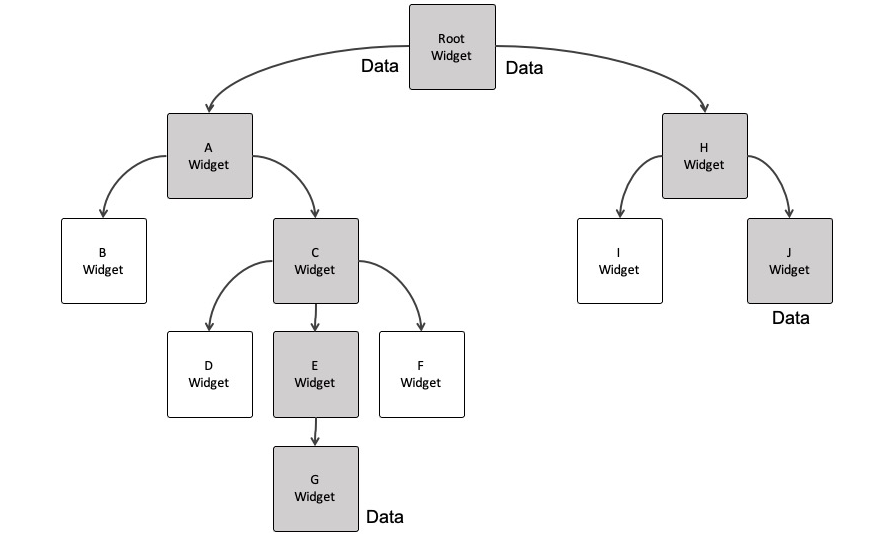 Root
Widget
Data
Data
A
Widget
H
Widget
B
Widget
C
Widget
I
Widget
J
Widget
Data
D
Widget
E
Widget
F
Widget
G
Widget
Data